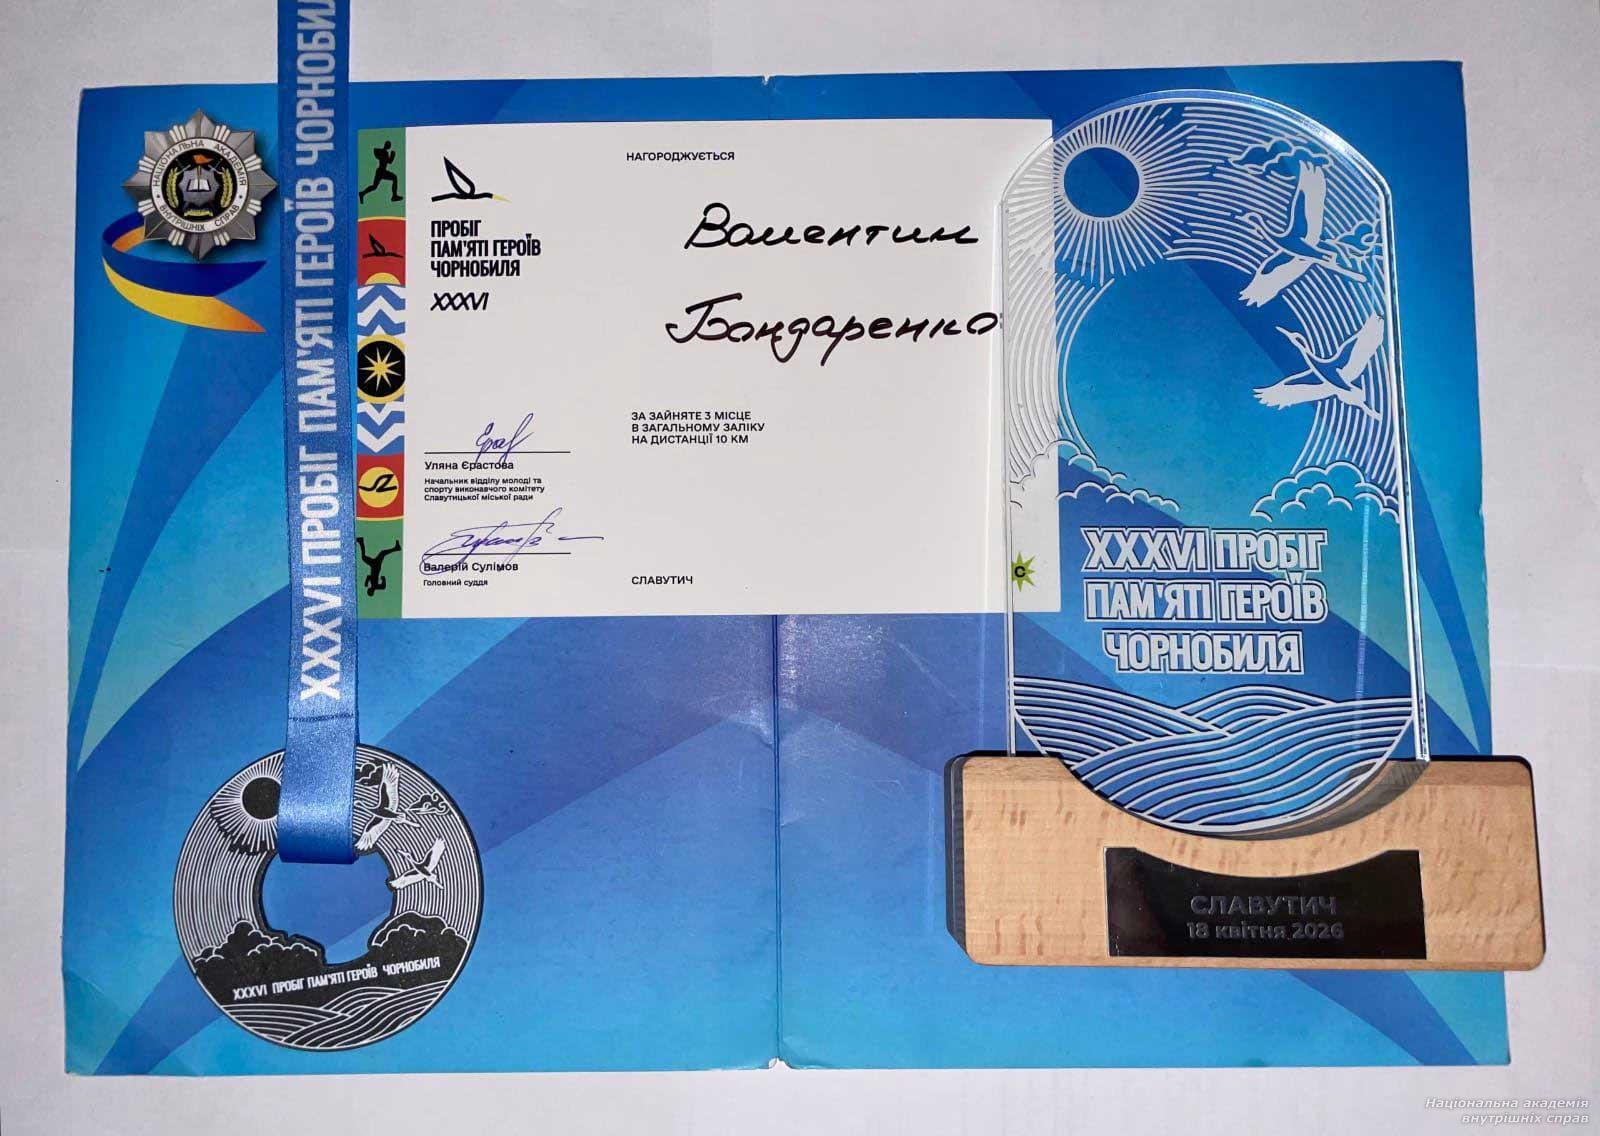 НАЦІОНАЛЬНА АКАДЕМІЯ
ВНУТРІШНІХ СПРАВ
XXXVI ПРОБІГ ПАМ'ЯТІ ГЕРОЇВ ЧОРНОБИ
ПРОБІГ
ПАМ'ЯТІ ГЕРОЇВ
ЧОРНОБИЛЯ
XXXVI
НАГОРОДЖУЄТЬСЯ
Валентин
Бондаренко
ЗА ЗАЙНЯТЕ 3 МІСЦЕ
В ЗАГАЛЬНОМУ ЗАЛІКУ
НА ДИСТАНЦІЇ 10 КМ
Уляна Єрастова
Начальник відділу молоді та
спорту виконавчого комітету
Славутицької міської ради
Валерій Сулімов
Головний суддя
СЛАВУТИЧ
С
XXXVI ПРОБІГ
ПАМ'ЯТІ ГЕРОЇВ
ЧОРНОБИЛЯ
СЛАВУТИЧ
18 квітня 2026
XXXVI ПРОБІГ ПАМ'ЯТІ ГЕРОЇВ ЧОРНОБИЛЯ
Національна академія
внутрішніх справ